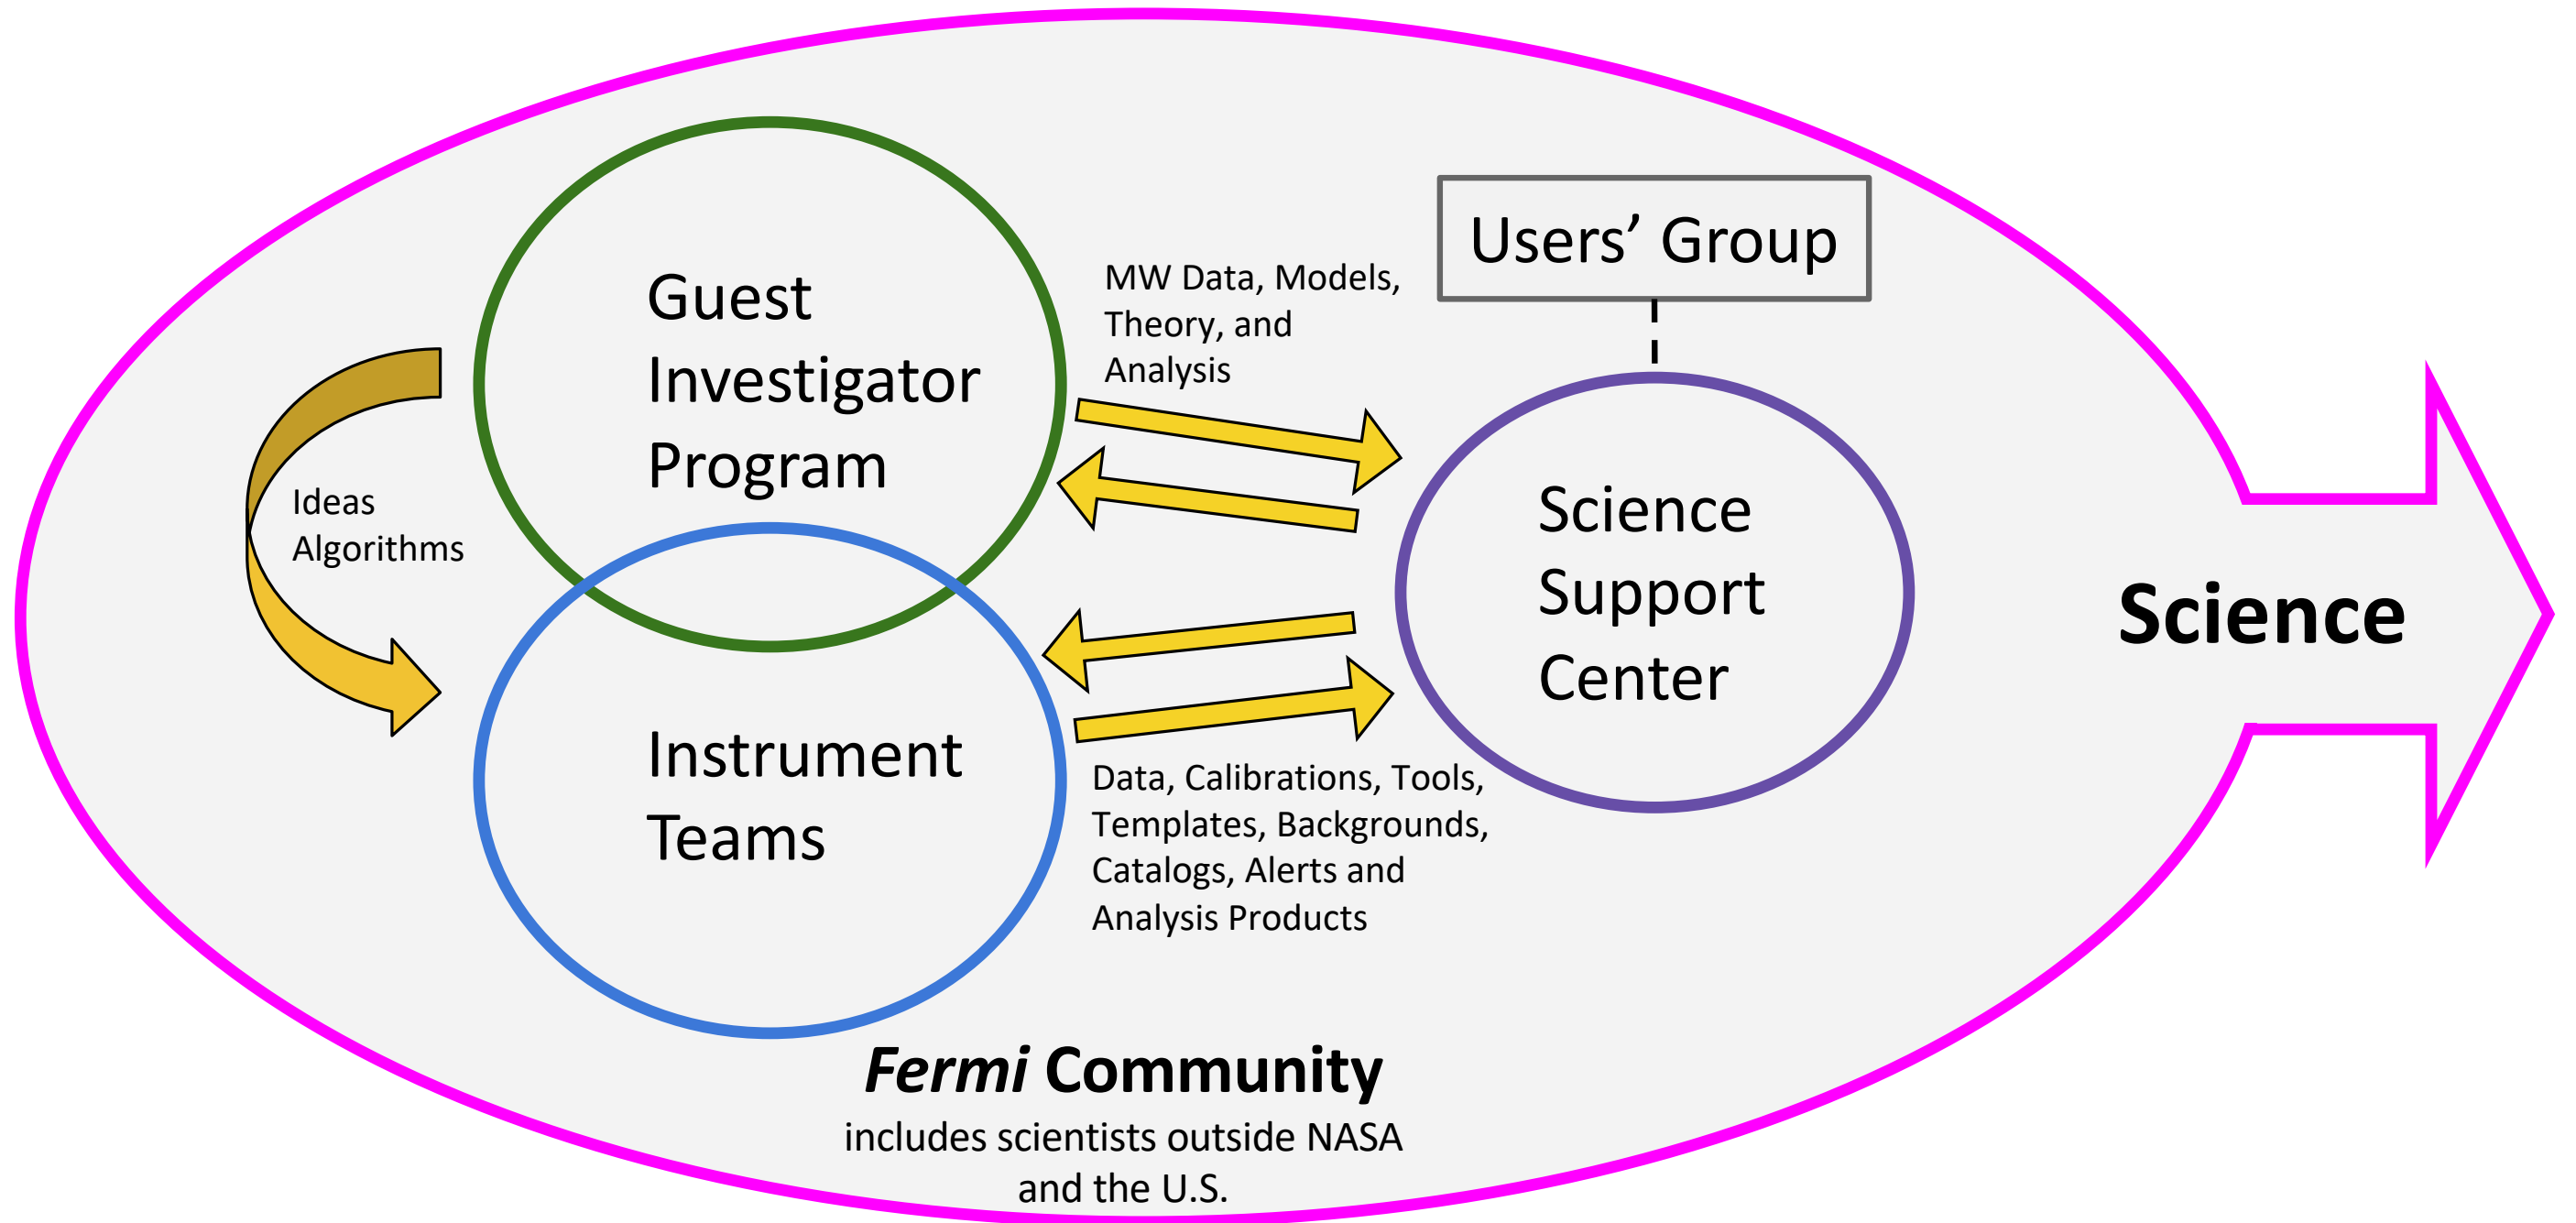 Guest
Investigator
Program
MW Data, Models,
Theory, and
Analysis
Users’ Group
Ideas
Algorithms
Science
Support
Center
Science
Instrument
Teams
Data, Calibrations, Tools,
Templates, Backgrounds,
Catalogs, Alerts and
Analysis Products
Fermi Community
includes scientists outside NASA
and the U.S.